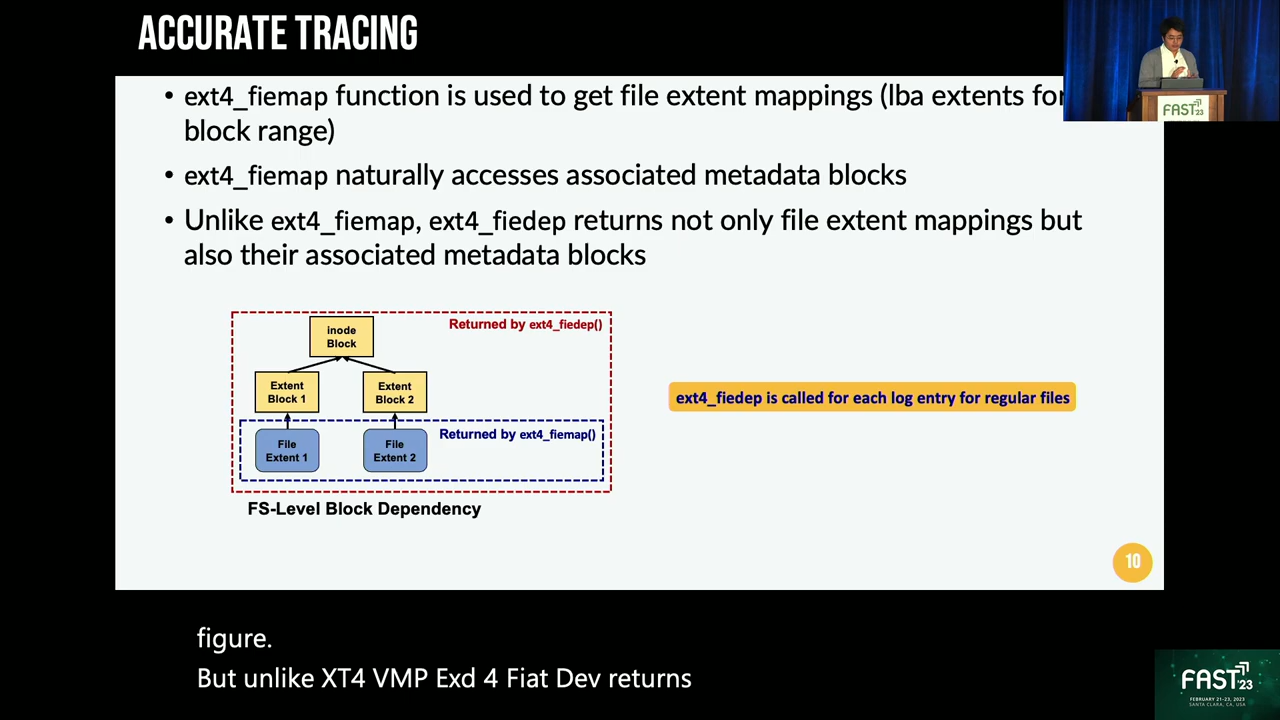 ACCURATE TRACING
• ext4_fiemap function is used to get file extent mappings (lba extents for
block range)
• ext4_fiemap naturally accesses associated metadata blocks
• Unlike ext4_fiemap, ext4_fiedep returns not only file extent mappings but
also their associated metadata blocks
Returned by ext4_fiedep()
inode
Block
Extent
Block 1
Extent
Block 2
ext4_fiedep is called for each log entry for regular files
Returned by ext4_fiemap()
File
Extent 1
File
Extent 2
FS-Level Block Dependency
10
FAST'23
figure.
But unlike XT4 VMP Exd 4 Fiat Dev returns
FAST'23
FEBRUARY 21–23, 2023
SANTA CLARA, CA, USA